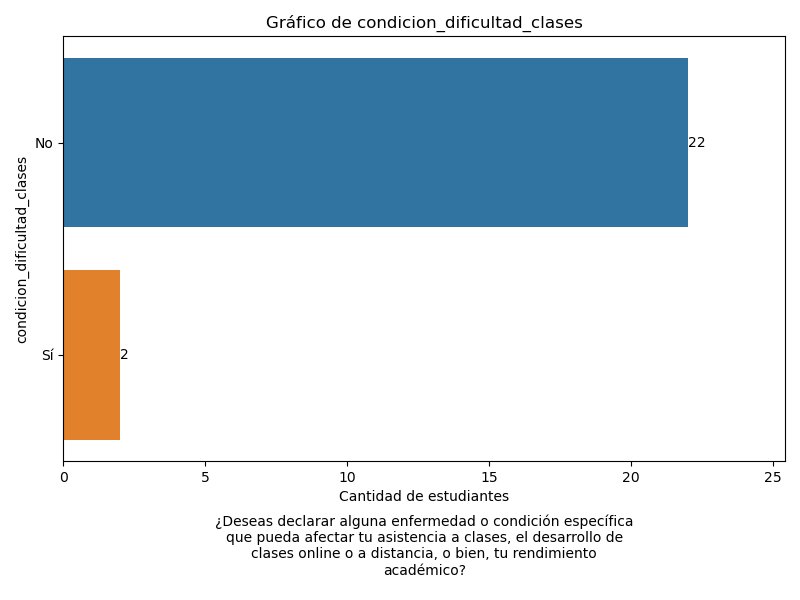 Gráfico de condicion_dificultad_clases
condicion_dificultad_clases
No
22
Sí
2
0 5 10 15 20 25
Cantidad de estudiantes
¿Deseas declarar alguna enfermedad o condición específica
que pueda afectar tu asistencia a clases, el desarrollo de
clases online o a distancia, o bien, tu rendimiento
académico?